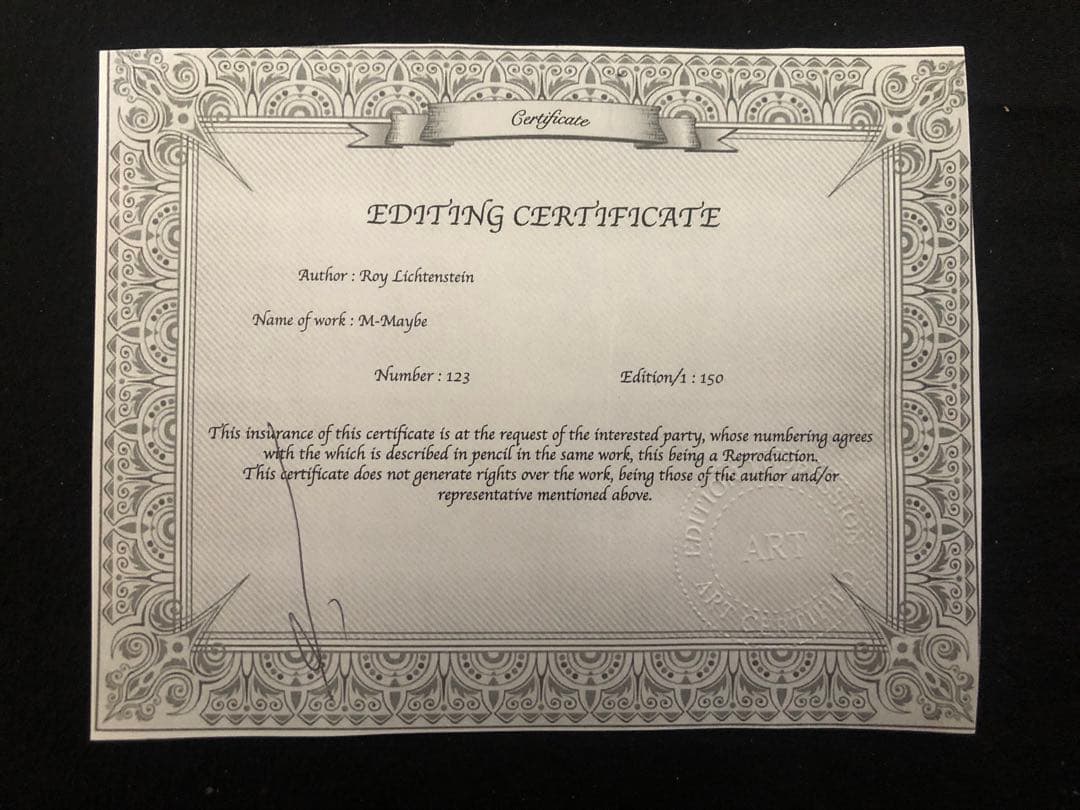 Certificate
EDITING CERTIFICATE
Author : Roy Lichtenstein
Name of work : M-Maybe
Number : 123 Edition/1 : 150
This insurance of this certificate is at the request of the interested party, whose numbering agrees
with the which is described in pencil in the same work, this being a Reproduction.
This certificate does not generate rights over the work, being those of the author and/or
representative mentioned above.
ART
ART